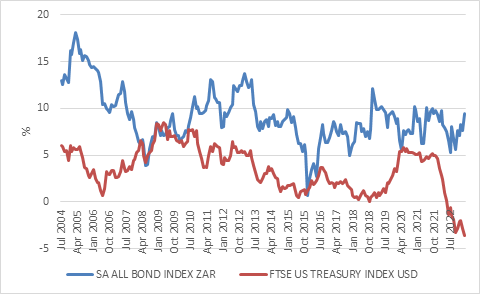 20
15
10
5
0
-5
%
Jul 2004
Apr 2005
Jan 2006
Oct 2006
Jul 2007
Apr 2008
Jan 2009
Oct 2009
Jul 2010
Apr 2011
Jan 2012
Oct 2012
Jul 2013
Apr 2014
Jan 2015
Oct 2015
Jul 2016
Apr 2017
Jan 2018
Oct 2018
Jul 2019
Apr 2020
Jan 2021
Oct 2021
Jul 2022
SA ALL BOND INDEX ZAR
FTSE US TREASURY INDEX USD